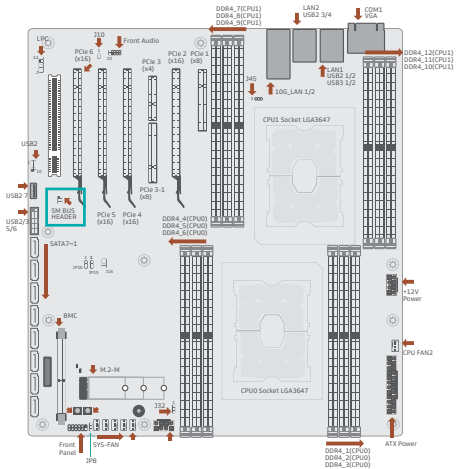 DDR4_7(CPU1)
DDR4_8(CPU1)
DDR4_9(CPU1)
LAN2
USB2 3/4
COM1
VGA
LPC
J10
Front Audio
PCIe 6
(x16)
PCIe 3
(x4)
PCIe 2
(x16)
PCIe 1
(x8)
DDR4_12(CPU1)
DDR4_11(CPU1)
DDR4_10(CPU1)
LAN1
USB2 1/2
USB3 1/2
J45
10G_LAN 1/2
CPU1 Socket LGA3647
USB2
USB2 7
SM BUS
HEADER
PCIe 3-1
(x8)
PCIe 5
(x16)
PCIe 4
(x16)
USB2/3
5/6
DDR4_4(CPU0)
DDR4_5(CPU0)
DDR4_6(CPU0)
SATA7~1
+12V
Power
BMC
CPU FAN2
M.2-M
CPU0 Socket LGA3647
J32
Front
Panel
SYS-FAN
JP8
DDR4_1(CPU0)
DDR4_2(CPU0)
DDR4_3(CPU0)
ATX Power